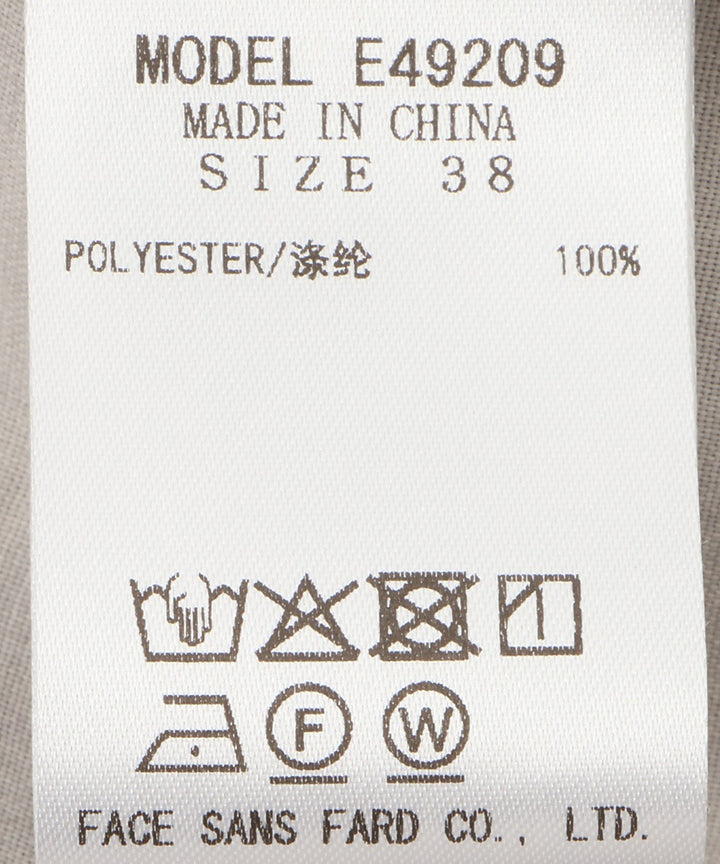 MODEL E49209
MADE IN CHINA
SIZE 38
POLYESTER/涤纶 100%
F W
FACE SANS FARD CO., LTD.